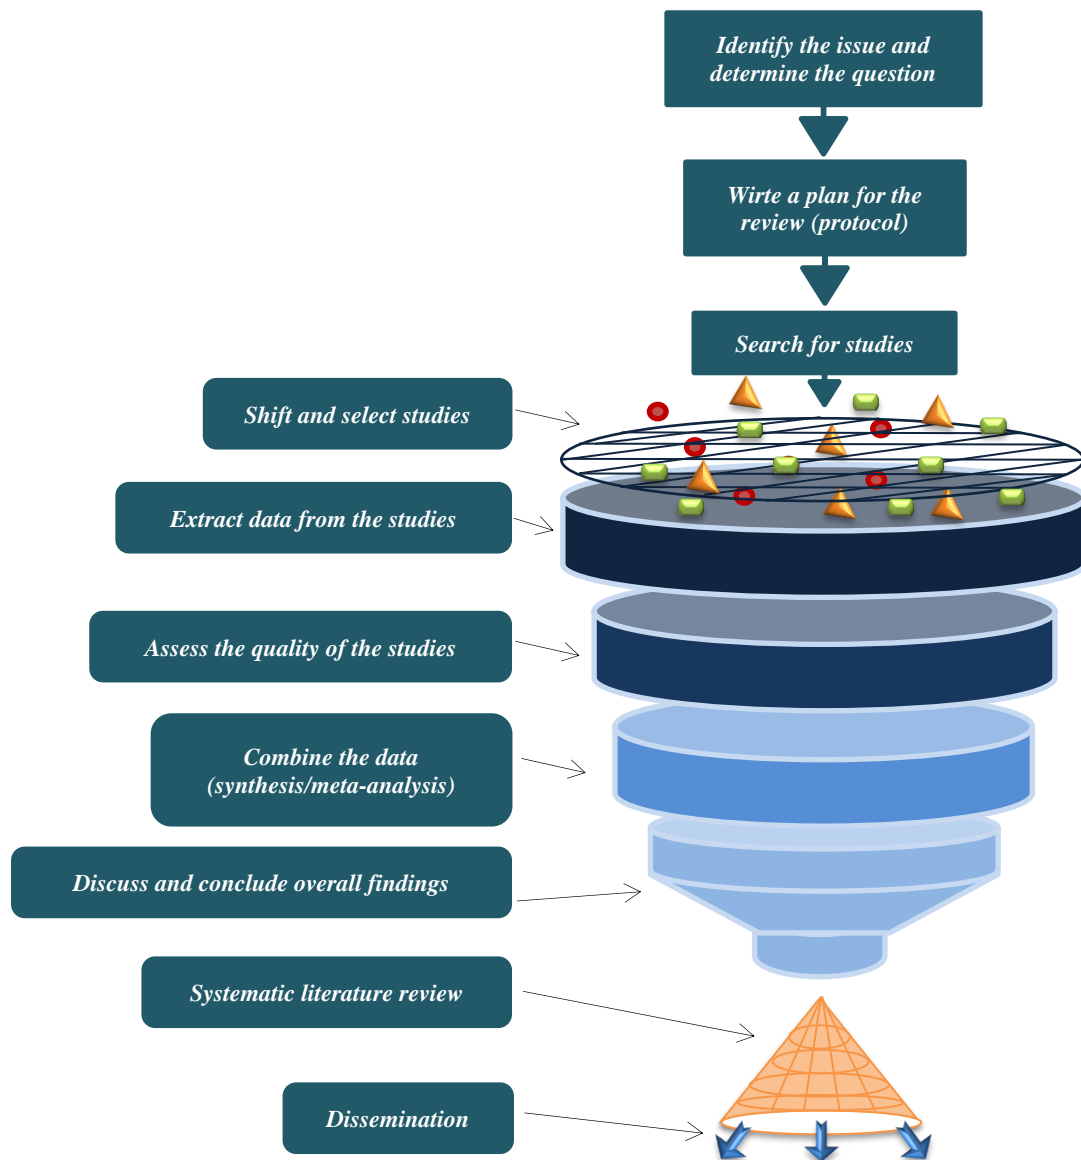 Identify the issue and
determine the question
Wirte a plan for the
review (protocol)
Search for studies
Shift and select studies
Extract data from the studies
Assess the quality of the studies
Combine the data
(synthesis/meta-analysis)
Discuss and conclude overall findings
Systematic literature review
Dissemination